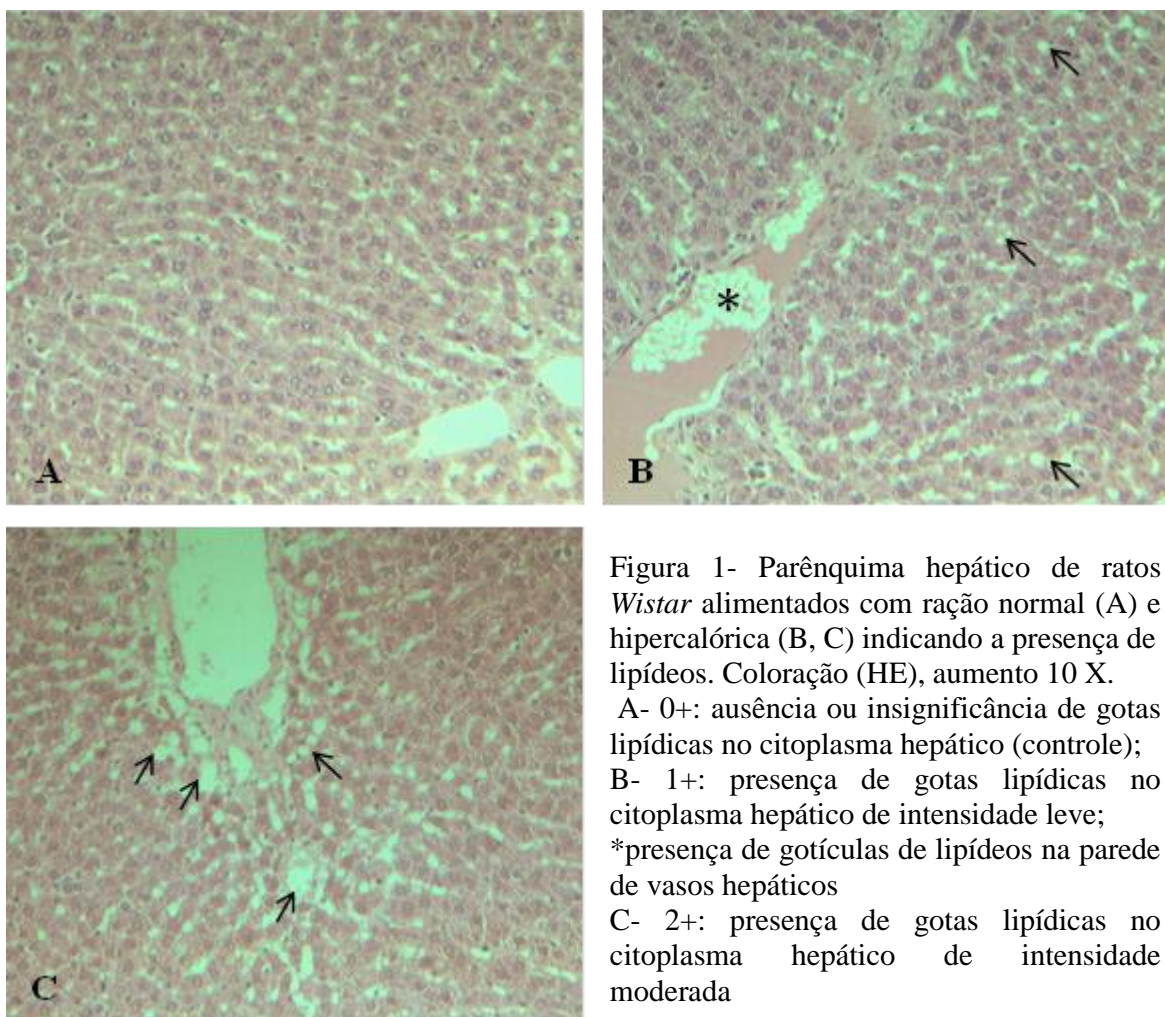 A
*
B
C
Figura 1- Parênquima hepático de ratos
Wistar alimentados com ração normal (A) e
hipercalórica (B, C) indicando a presença de
lipídeos. Coloração (HE), aumento 10 X.
A- 0+: ausência ou insignificância de gotas
lipídicas no citoplasma hepático (controle);
B- 1+: presença de gotas lipídicas no
citoplasma hepático de intensidade leve;
*presença de gotículas de lipídeos na parede
de vasos hepáticos
C- 2+: presença de gotas lipídicas no
citoplasma hepático de intensidade
moderada